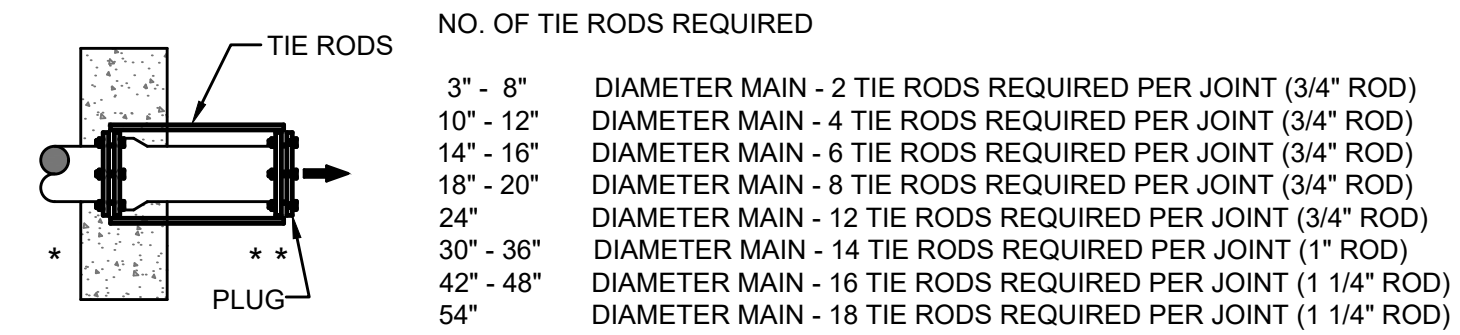 NO. OF TIE RODS REQUIRED
TIE RODS
3" - 8" DIAMETER MAIN - 2 TIE RODS REQUIRED PER JOINT (3/4" ROD)
10" - 12" DIAMETER MAIN - 4 TIE RODS REQUIRED PER JOINT (3/4" ROD)
14" - 16" DIAMETER MAIN - 6 TIE RODS REQUIRED PER JOINT (3/4" ROD)
18" - 20" DIAMETER MAIN - 8 TIE RODS REQUIRED PER JOINT (3/4" ROD)
24" DIAMETER MAIN - 12 TIE RODS REQUIRED PER JOINT (3/4" ROD)
30" - 36" DIAMETER MAIN - 14 TIE RODS REQUIRED PER JOINT (1" ROD)
42" - 48" DIAMETER MAIN - 16 TIE RODS REQUIRED PER JOINT (1 1/4" ROD)
54" DIAMETER MAIN - 18 TIE RODS REQUIRED PER JOINT (1 1/4" ROD)
* * *
PLUG